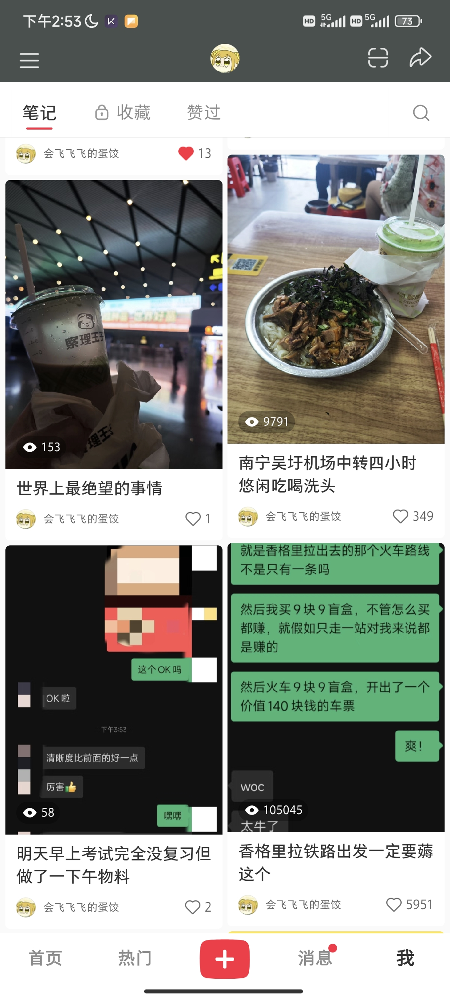 下午2:53
HD 5G HD 5G 73
笔记 收藏 赞过
会飞飞飞的蛋饺 13
察理王子
理王
153
世界上最绝望的事情
会飞飞飞的蛋饺 1
9791
南宁吴圩机场中转四小时
悠闲吃喝洗头
会飞飞飞的蛋饺 349
这个OK吗
OK啦
下午3:53
清晰度比前面的好一点
厉害👍
嘿嘿
58
明天早上考试完全没复习但
做了一下午物料
会飞飞飞的蛋饺 2
就是香格里拉出去的那个火车路线
不是只有一条吗
然后我买9块9盲盒，不管怎么买
都赚，就假如只走一站对我来说都
是赚的
然后火车9块9盲盒，开出了一个
价值140块钱的车票
爽！
woc
105045
太牛了
香格里拉铁路出发一定要薅
这个
会飞飞飞的蛋饺 5951
首页 热门 消息 我